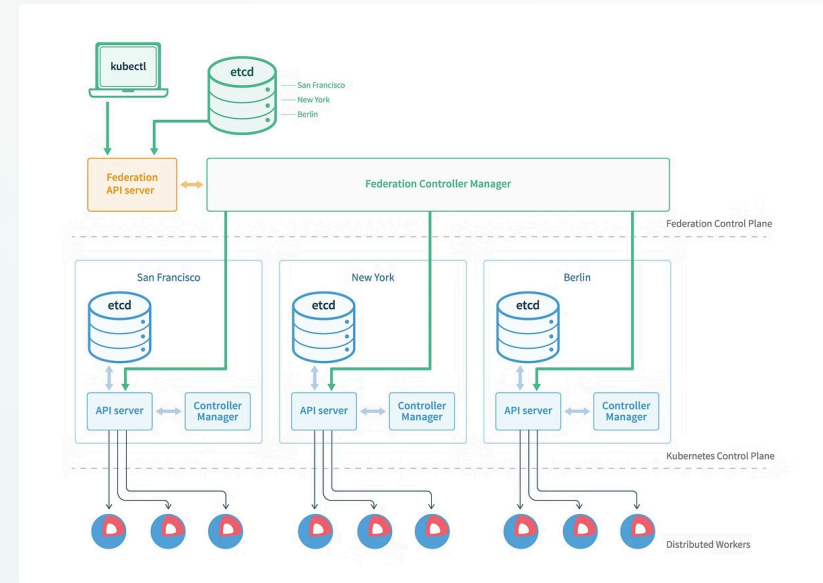 kubectl
etcd
San Francisco
New York
Berlin
Federation
API server
Federation Controller Manager
Federation Control Plane
San Francisco
New York
Berlin
etcd
etcd
etcd
API server
Controller
Manager
API server
Controller
Manager
API server
Controller
Manager
Kubernetes Control Plane
Distributed Workers